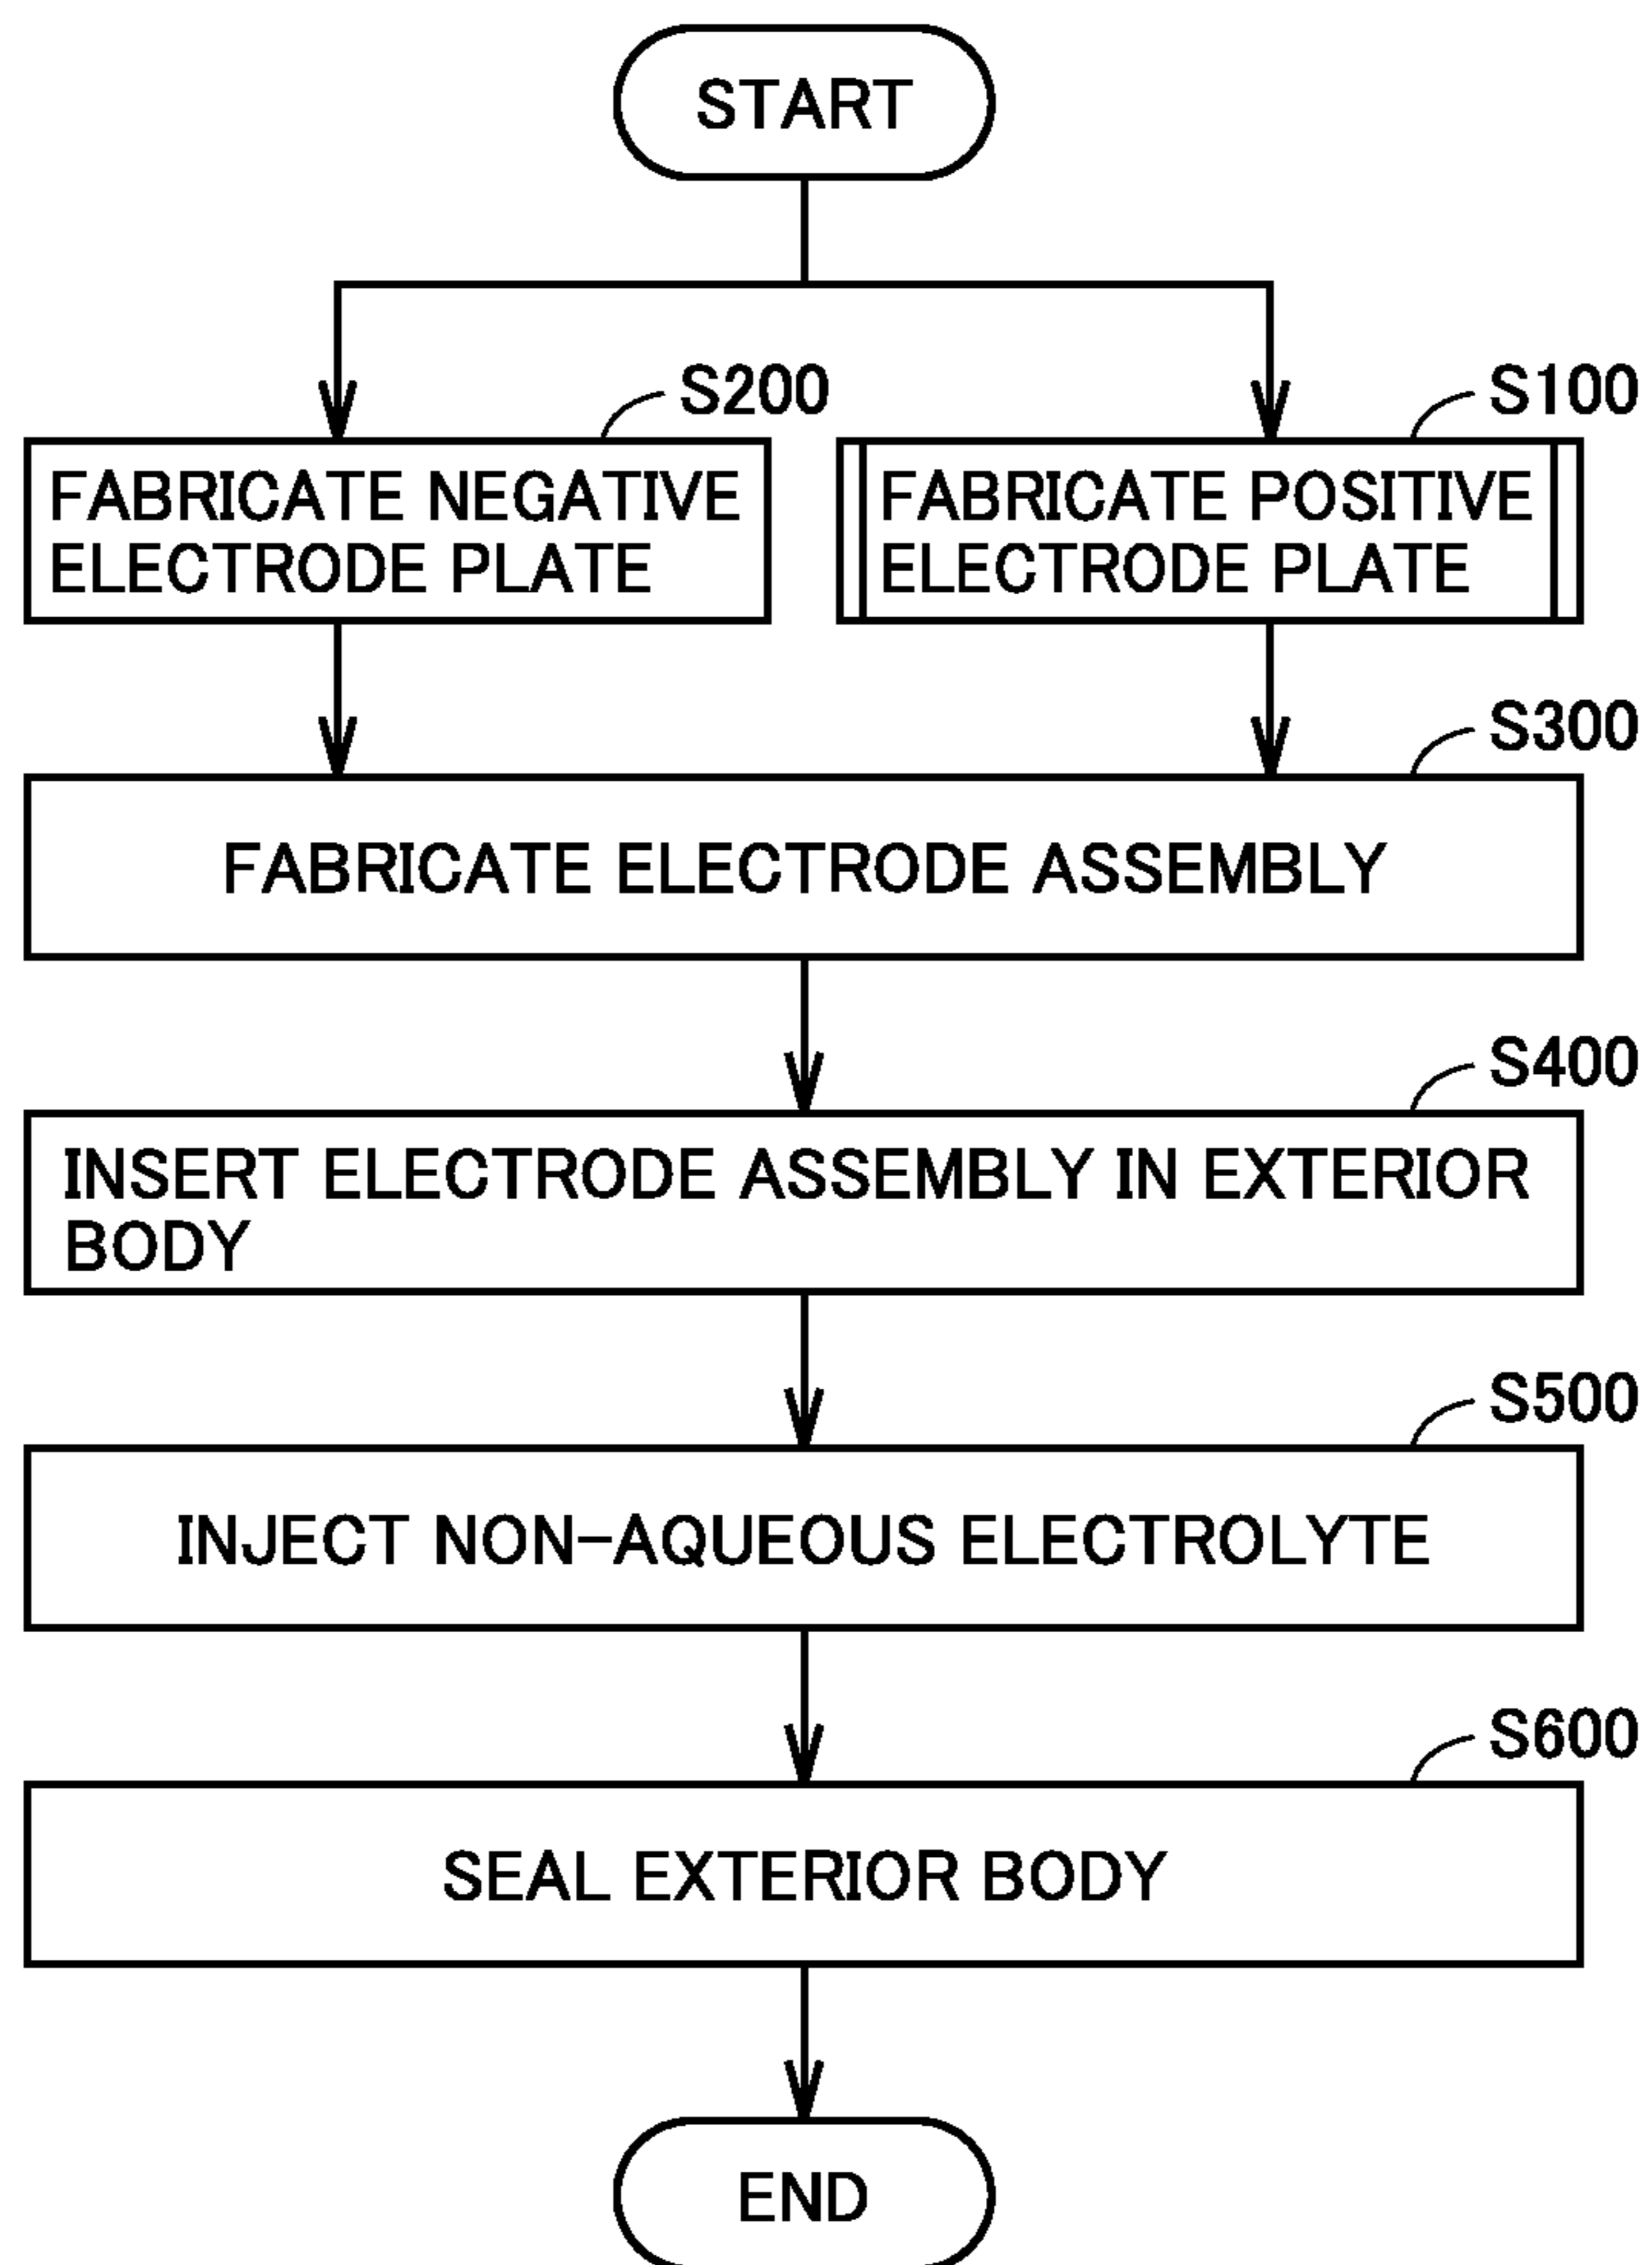 START
S200
FABRICATE NEGATIVE
ELECTRODE PLATE
S100
FABRICATE POSITIVE
ELECTRODE PLATE
S300
FABRICATE ELECTRODE ASSEMBLY
S400
INSERT ELECTRODE ASSEMBLY IN EXTERIOR
BODY
S500
INJECT NON-AQUEOUS ELECTROLYTE
S600
SEAL EXTERIOR BODY
END